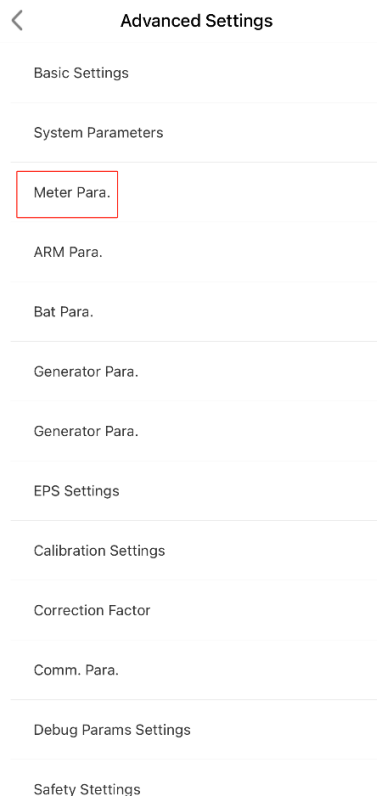 Advanced Settings
Basic Settings
System Parameters
Meter Para.
ARM Para.
Bat Para.
Generator Para.
Generator Para.
EPS Settings
Calibration Settings
Correction Factor
Comm. Para.
Debug Params Settings
Safety Stettings